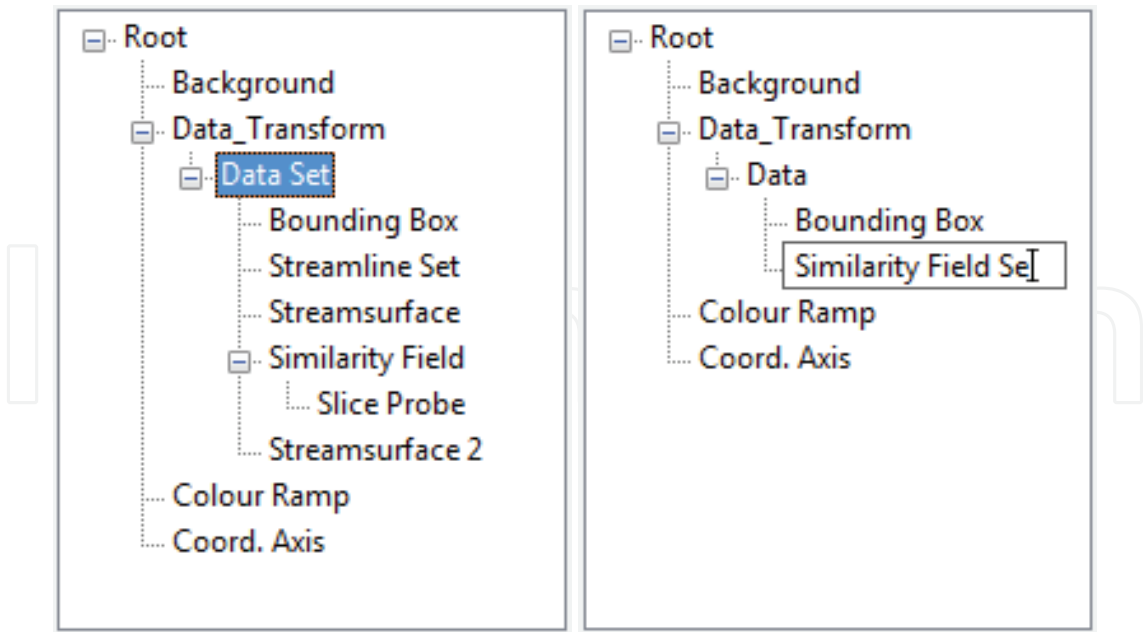 Root
Background
Data_Transform
Data Set
Bounding Box
Streamline Set
Streamsurface
Similarity Field
Slice Probe
Streamsurface 2
Colour Ramp
Coord. Axis
Root
Background
Data_Transform
Data
Bounding Box
Similarity Field Se
Colour Ramp
Coord. Axis